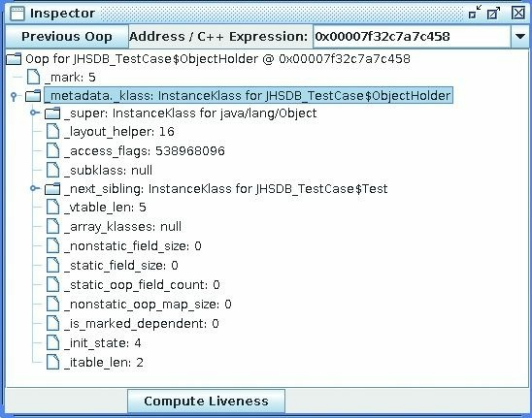 Inspector
Previous Oop Address / C++ Expression: 0x00007f32c7a7c458
Oop for JHSDB_TestCase$ObjectHolder @ 0x00007f32c7a7c458
_mark: 5
_metadata._klass: InstanceKlass for JHSDB_TestCase$ObjectHolder
_super: InstanceKlass for java/lang/Object
_layout_helper: 16
_access_flags: 538968096
_subklass: null
_next_sibling: InstanceKlass for JHSDB_TestCase$Test
_vtable_len: 5
_array_klasses: null
_nonstatic_field_size: 0
_static_field_size: 0
_static_oop_field_count: 0
_nonstatic_oop_map_size: 0
_is_marked_dependent: 0
_init_state: 4
_itable_len: 2
Compute Liveness